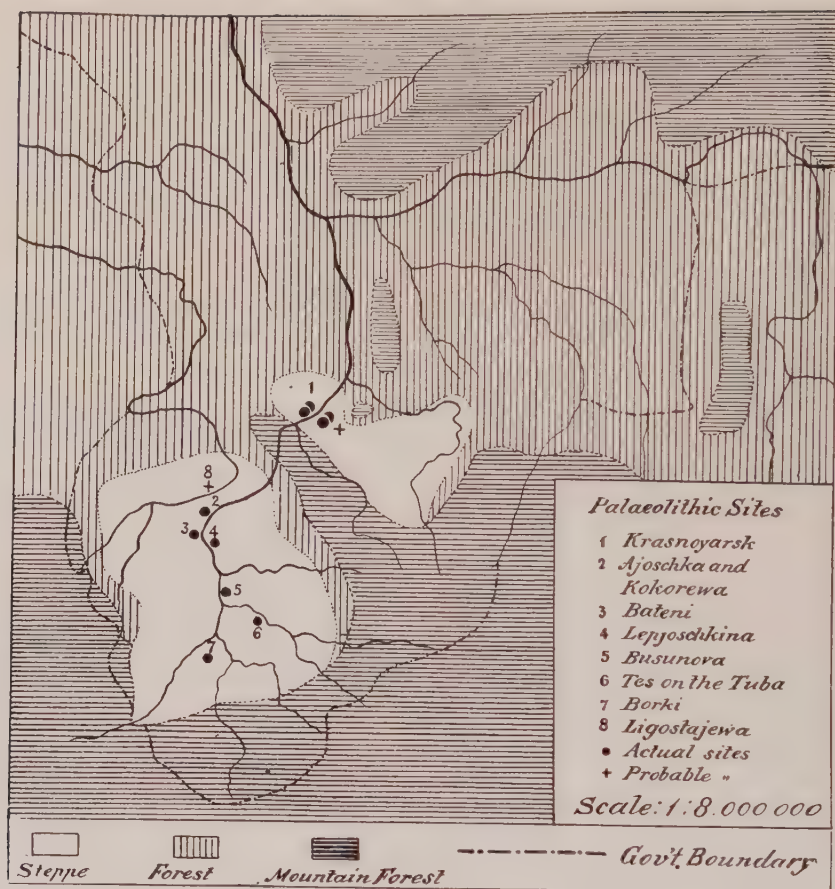 1
+
8
+
2
3
4
5
6
7
Palaeolithic Sites
1 Krasnoyarsk
2 Ajoschka and
Kokorewa
3 Bateni
4 Lepjoschkina
5 Busunova
6 Tes on the Tuba
7 Borki
8 Ligostajewa
• Actual sites
+ Probable "
Scale: 1:8.000 000
Steppe
Forest
Mountain Forest
Gov't. Boundary